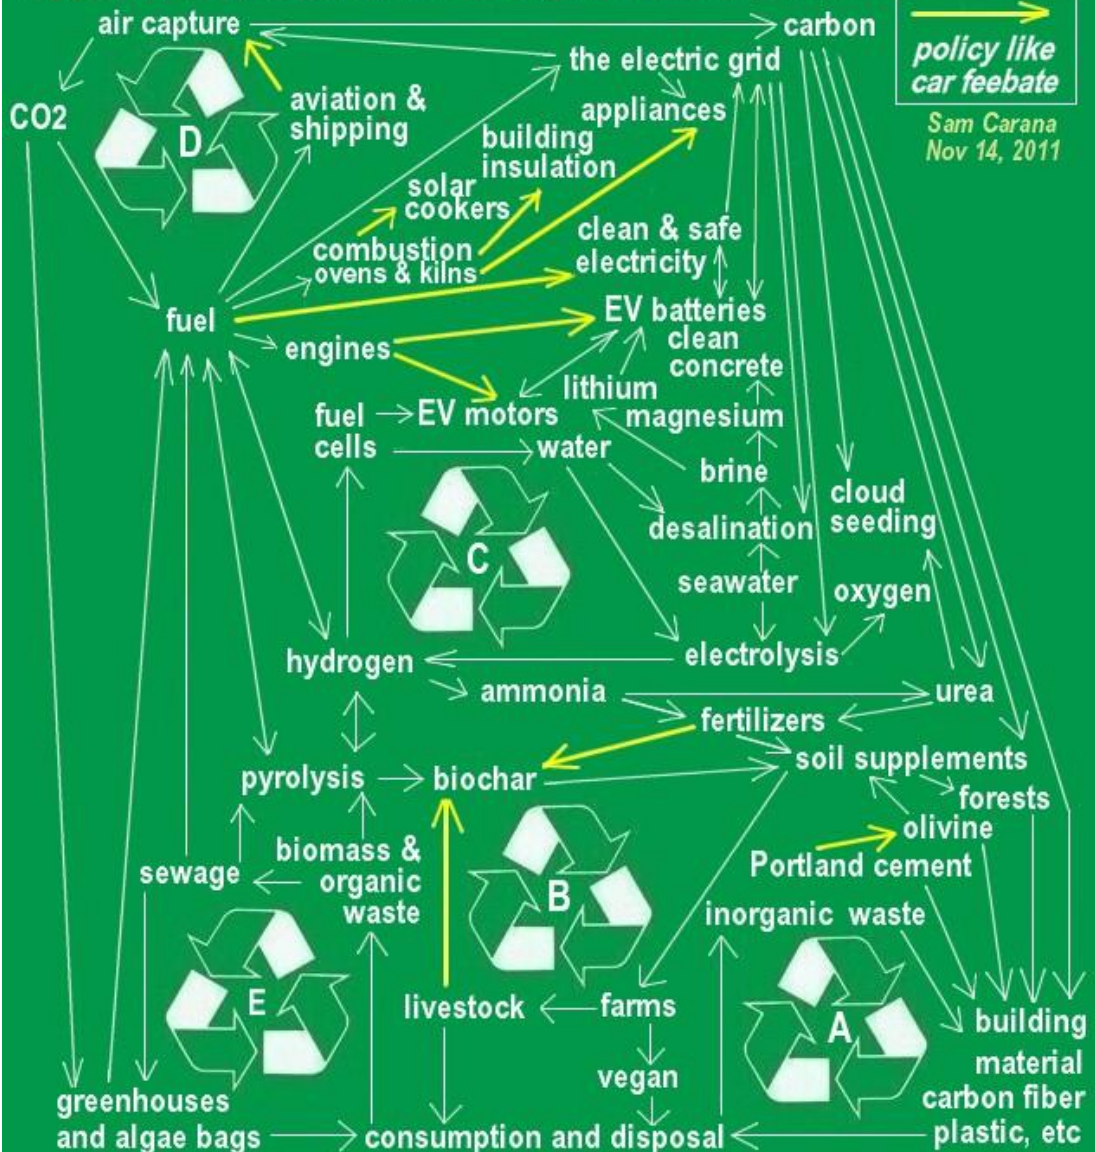 air capture
carbon
policy like
car feebate
Sam Carana
Nov 14, 2011
the electric grid
CO2
D
aviation &
shipping
appliances
building
insulation
solar
cookers
combustion
ovens & kilns
clean & safe
electricity
fuel
EV batteries
engines
clean
concrete
lithium
fuel
cells
EV motors
magnesium
water
brine
cloud
seeding
desalination
C
seawater
oxygen
hydrogen
electrolysis
ammonia
urea
fertilizers
soil supplements
pyrolysis
biochar
forests
olivine
Portland cement
biomass &
organic
waste
sewage
B
inorganic waste
E
livestock
farms
A
building
material
carbon fiber
plastic, etc
vegan
greenhouses
and algae bags
consumption and disposal